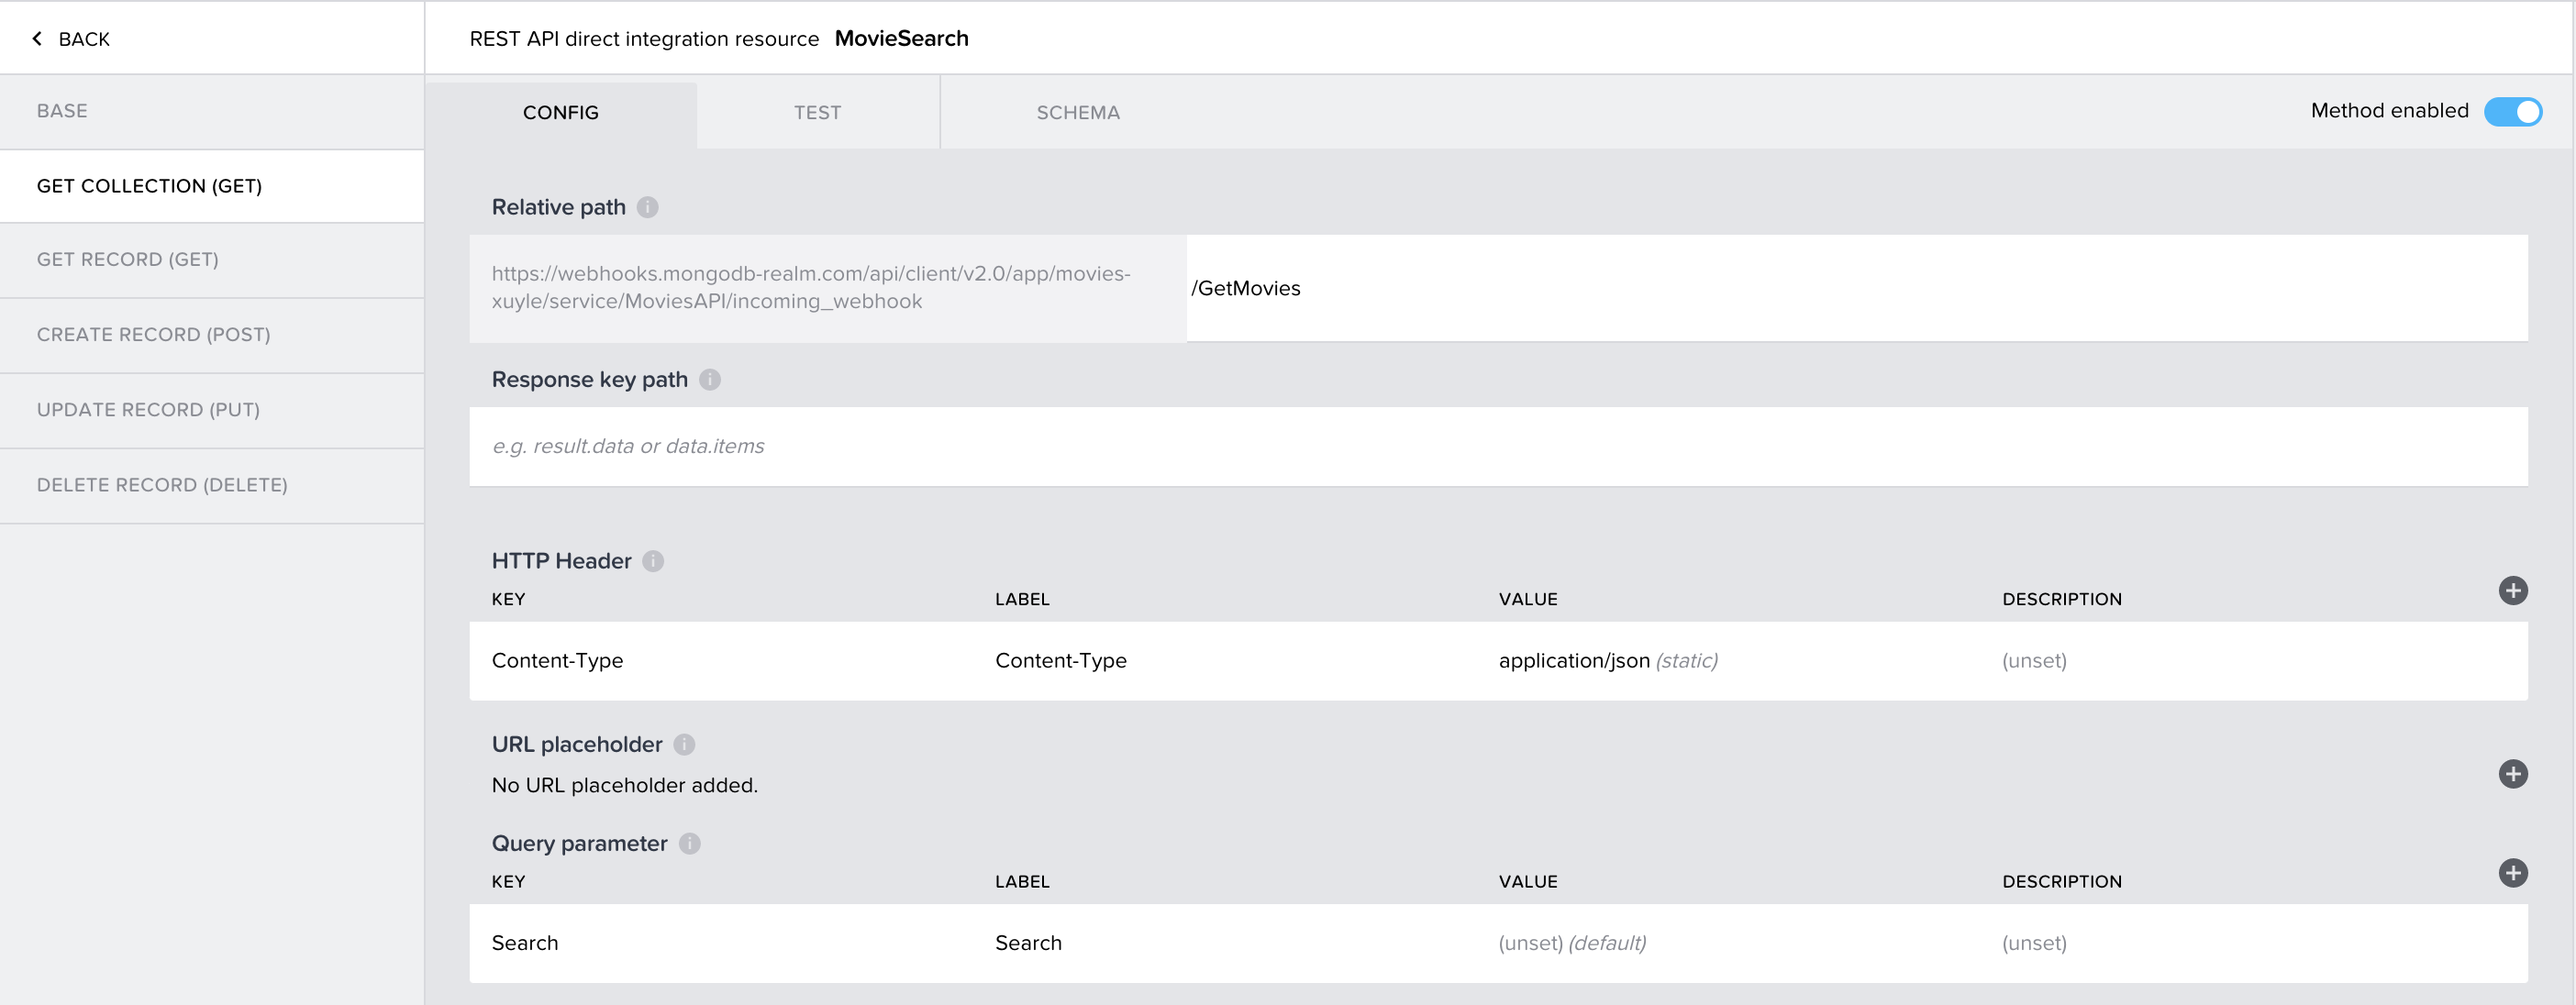 BACK
REST API direct integration resource MovieSearch
BASE
GET COLLECTION (GET)
GET RECORD (GET)
CREATE RECORD (POST)
UPDATE RECORD (PUT)
DELETE RECORD (DELETE)
CONFIG
TEST
SCHEMA
Method enabled
Relative path
https://webhooks.mongodb-realm.com/api/client/v2.0/app/movies-
xuyle/service/MoviesAPI/incoming_webhook
/GetMovies
Response key path
e.g. result.data or data.items
HTTP Header
KEY LABEL VALUE DESCRIPTION
Content-Type Content-Type application/json (static) (unset)
URL placeholder
No URL placeholder added.
Query parameter
KEY LABEL VALUE DESCRIPTION
Search Search (unset) (default) (unset)